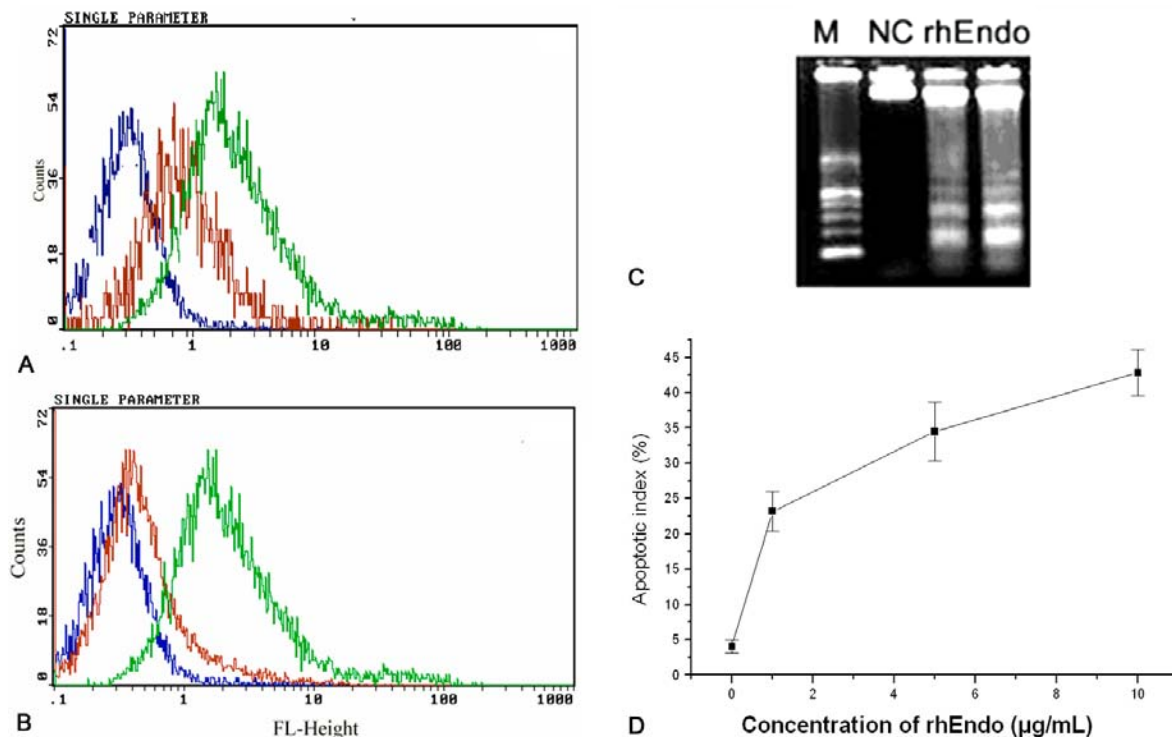 SINGLE PARAMETER
72
54
36
18
0
Counts
.1 1 10 100 1000
A
SINGLE PARAMETER
72
54
36
18
0
Counts
.1 1 10 100 1000
FL-Height
B
M NC rhEndo
C
45
40
35
30
25
20
15
10
5
0
Apoptotic index (%)
0 2 4 6 8 10
Concentration of rhEndo (µg/mL)
D